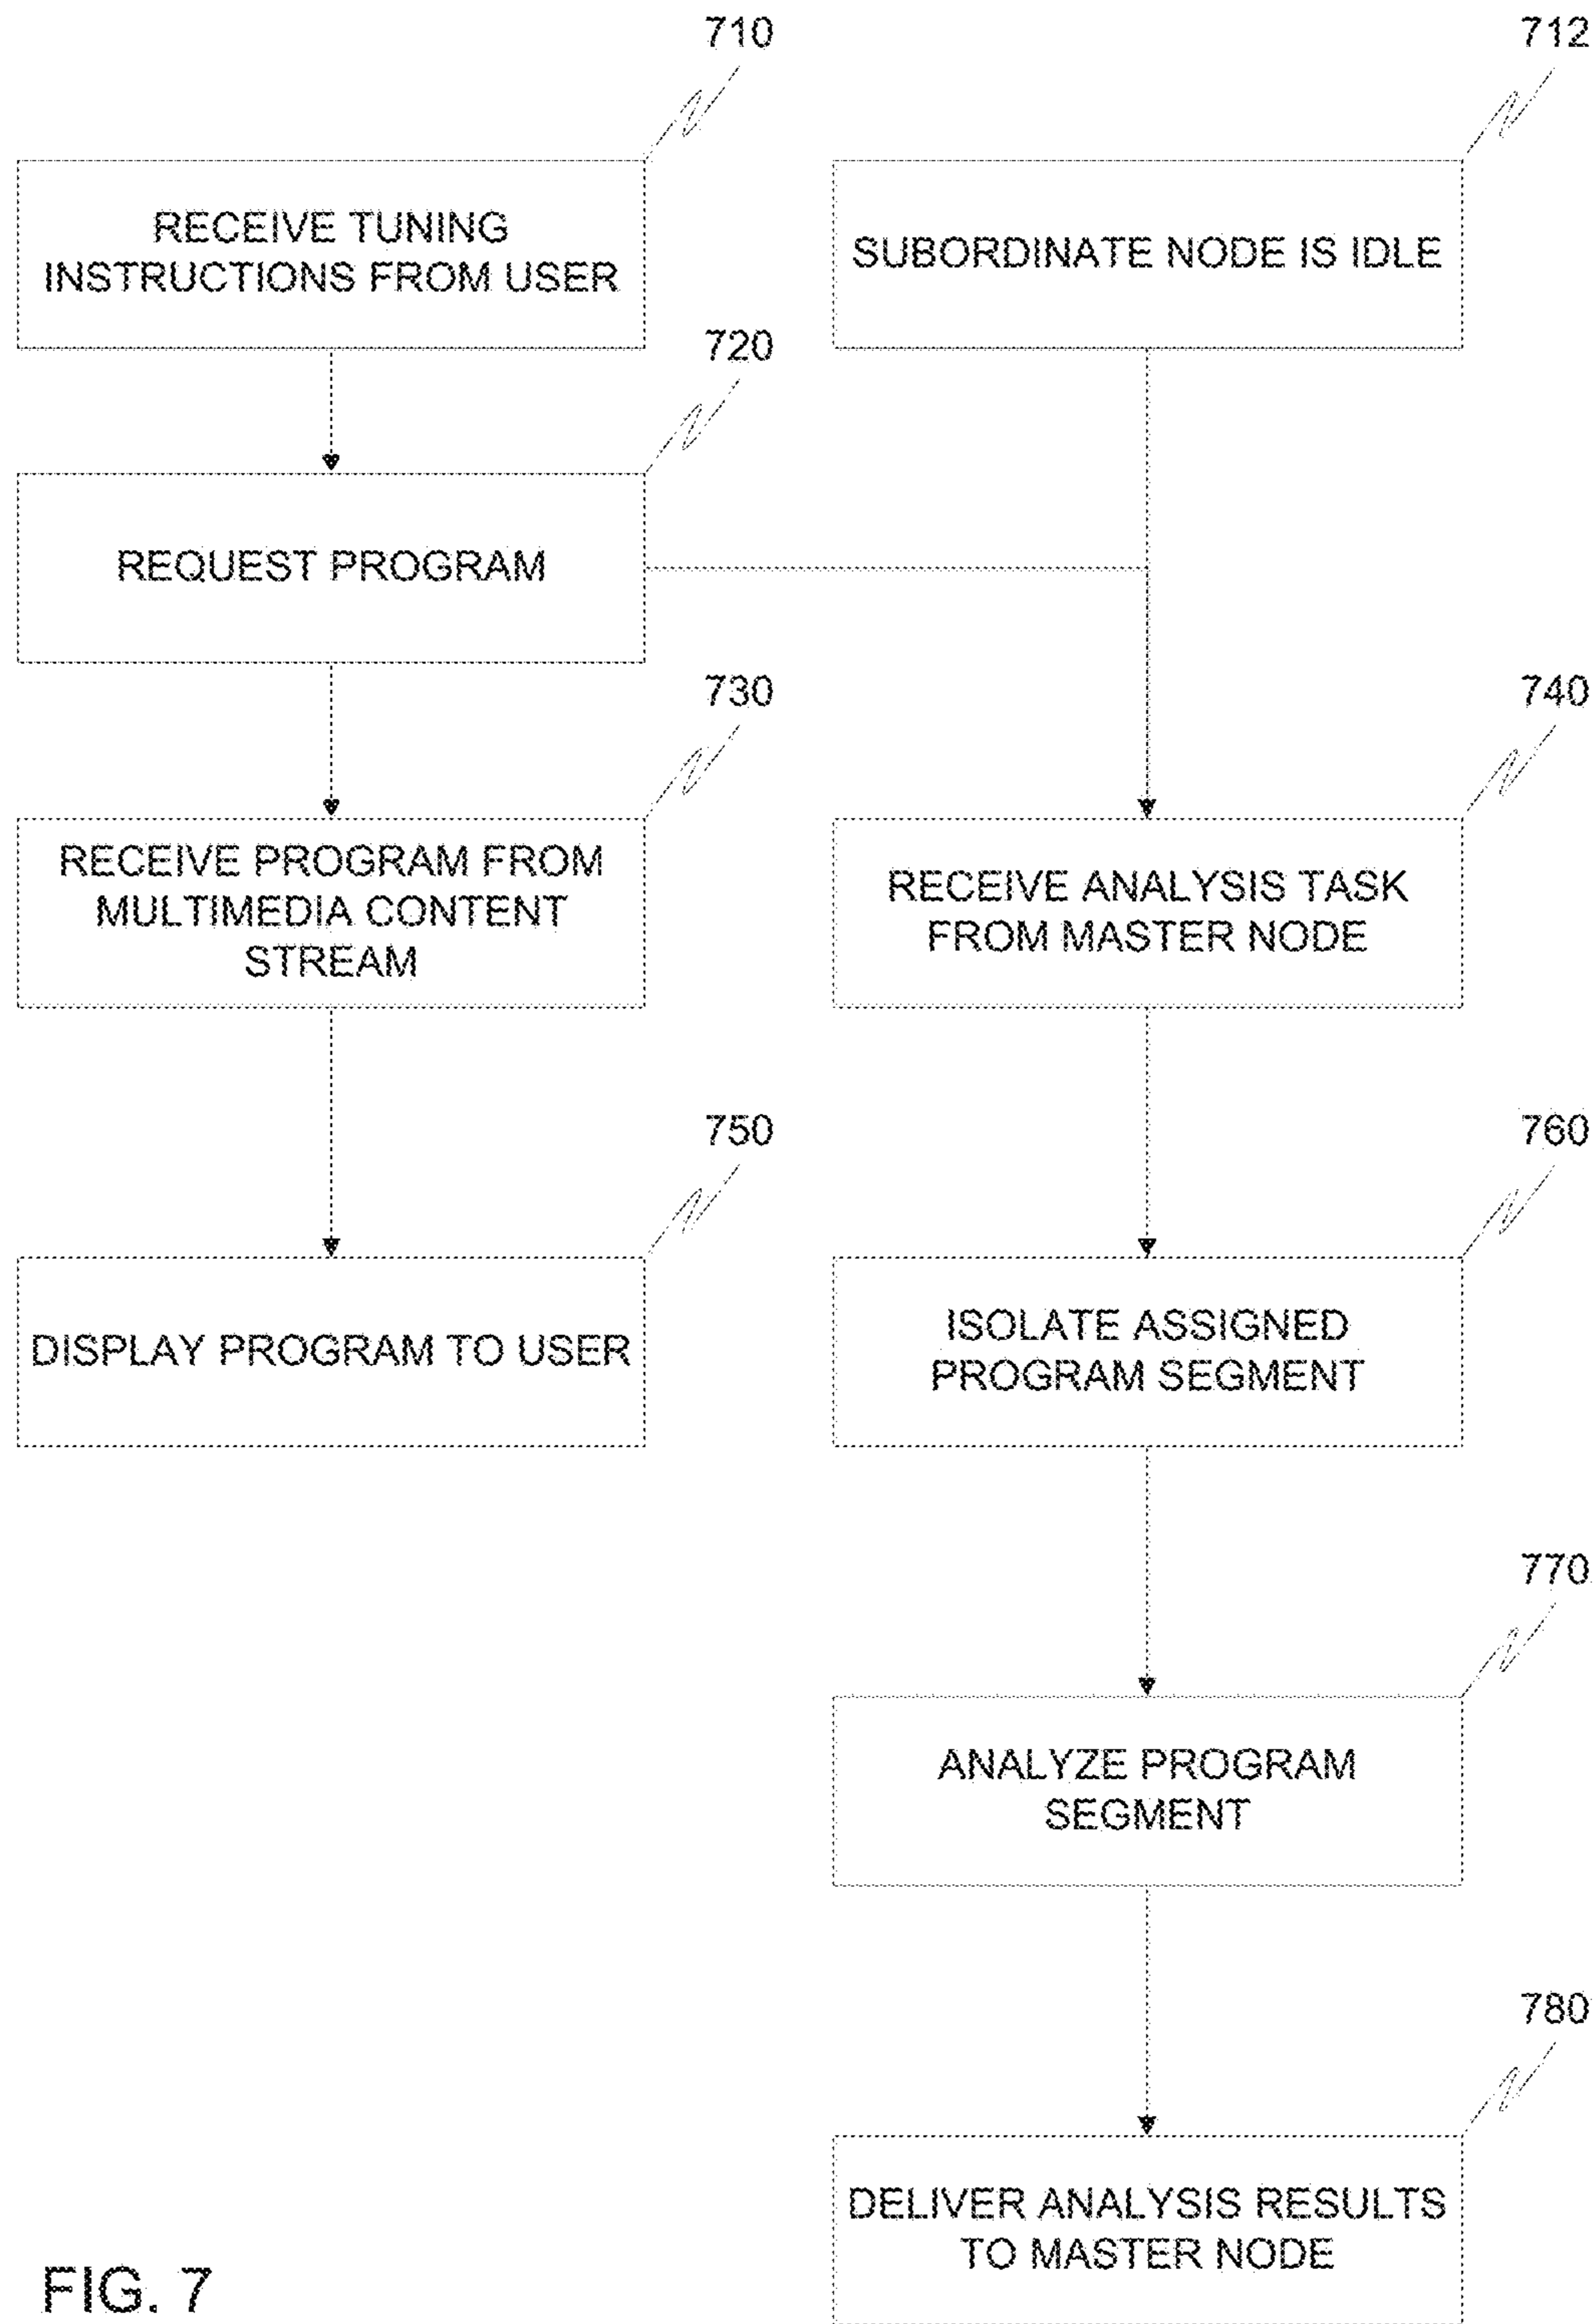 710
RECEIVE TUNING
INSTRUCTIONS FROM USER
712
SUBORDINATE NODE IS IDLE
720
REQUEST PROGRAM
730
RECEIVE PROGRAM FROM
MULTIMEDIA CONTENT
STREAM
740
RECEIVE ANALYSIS TASK
FROM MASTER NODE
750
DISPLAY PROGRAM TO USER
760
ISOLATE ASSIGNED
PROGRAM SEGMENT
770
ANALYZE PROGRAM
SEGMENT
780
DELIVER ANALYSIS RESULTS
TO MASTER NODE
FIG. 7